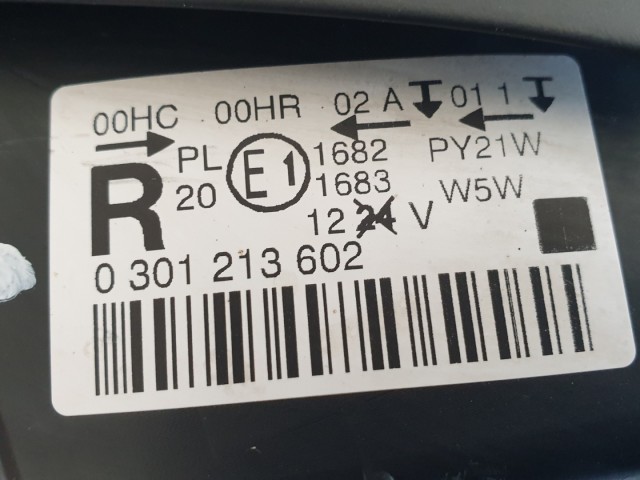 00HC 00HR 02 A 01 1
R PL E1 1682 PY21W
20 1683 W5W
12 24 V
0 301 213 602